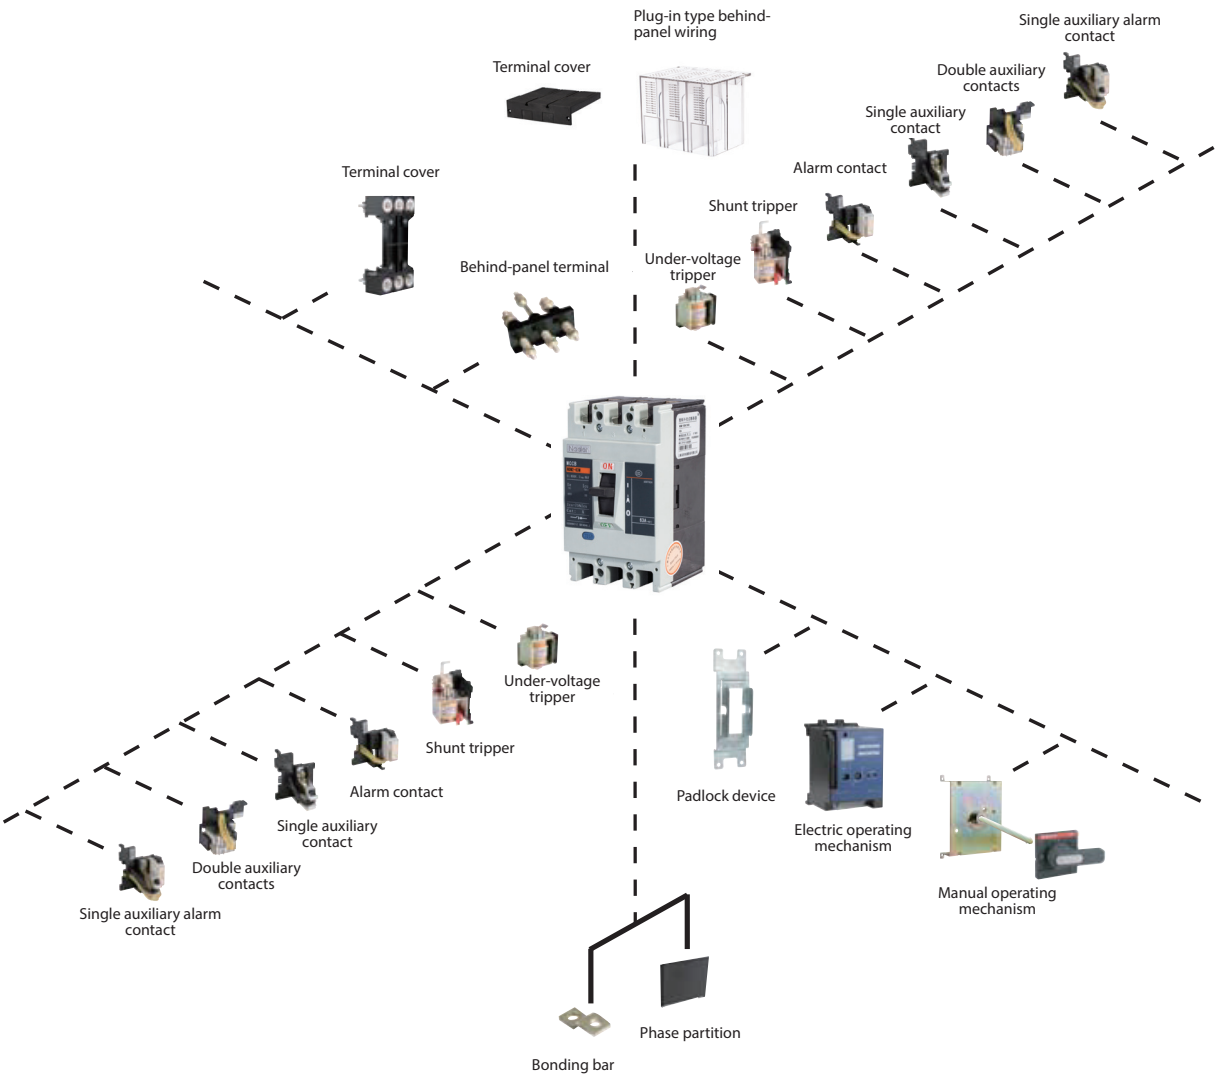 Plug-in type behind-
panel wiring
Single auxiliary alarm
contact
Terminal cover
Double auxiliary
contacts
Single auxiliary
contact
Terminal cover
Alarm contact
Shunt tripper
Under-voltage
tripper
Behind-panel terminal
MCCB
ON
Under-voltage
tripper
Shunt tripper
Alarm contact
Single auxiliary
contact
Double auxiliary
contacts
Single auxiliary alarm
contact
Padlock device
Electric operating
mechanism
Manual operating
mechanism
Phase partition
Bonding bar